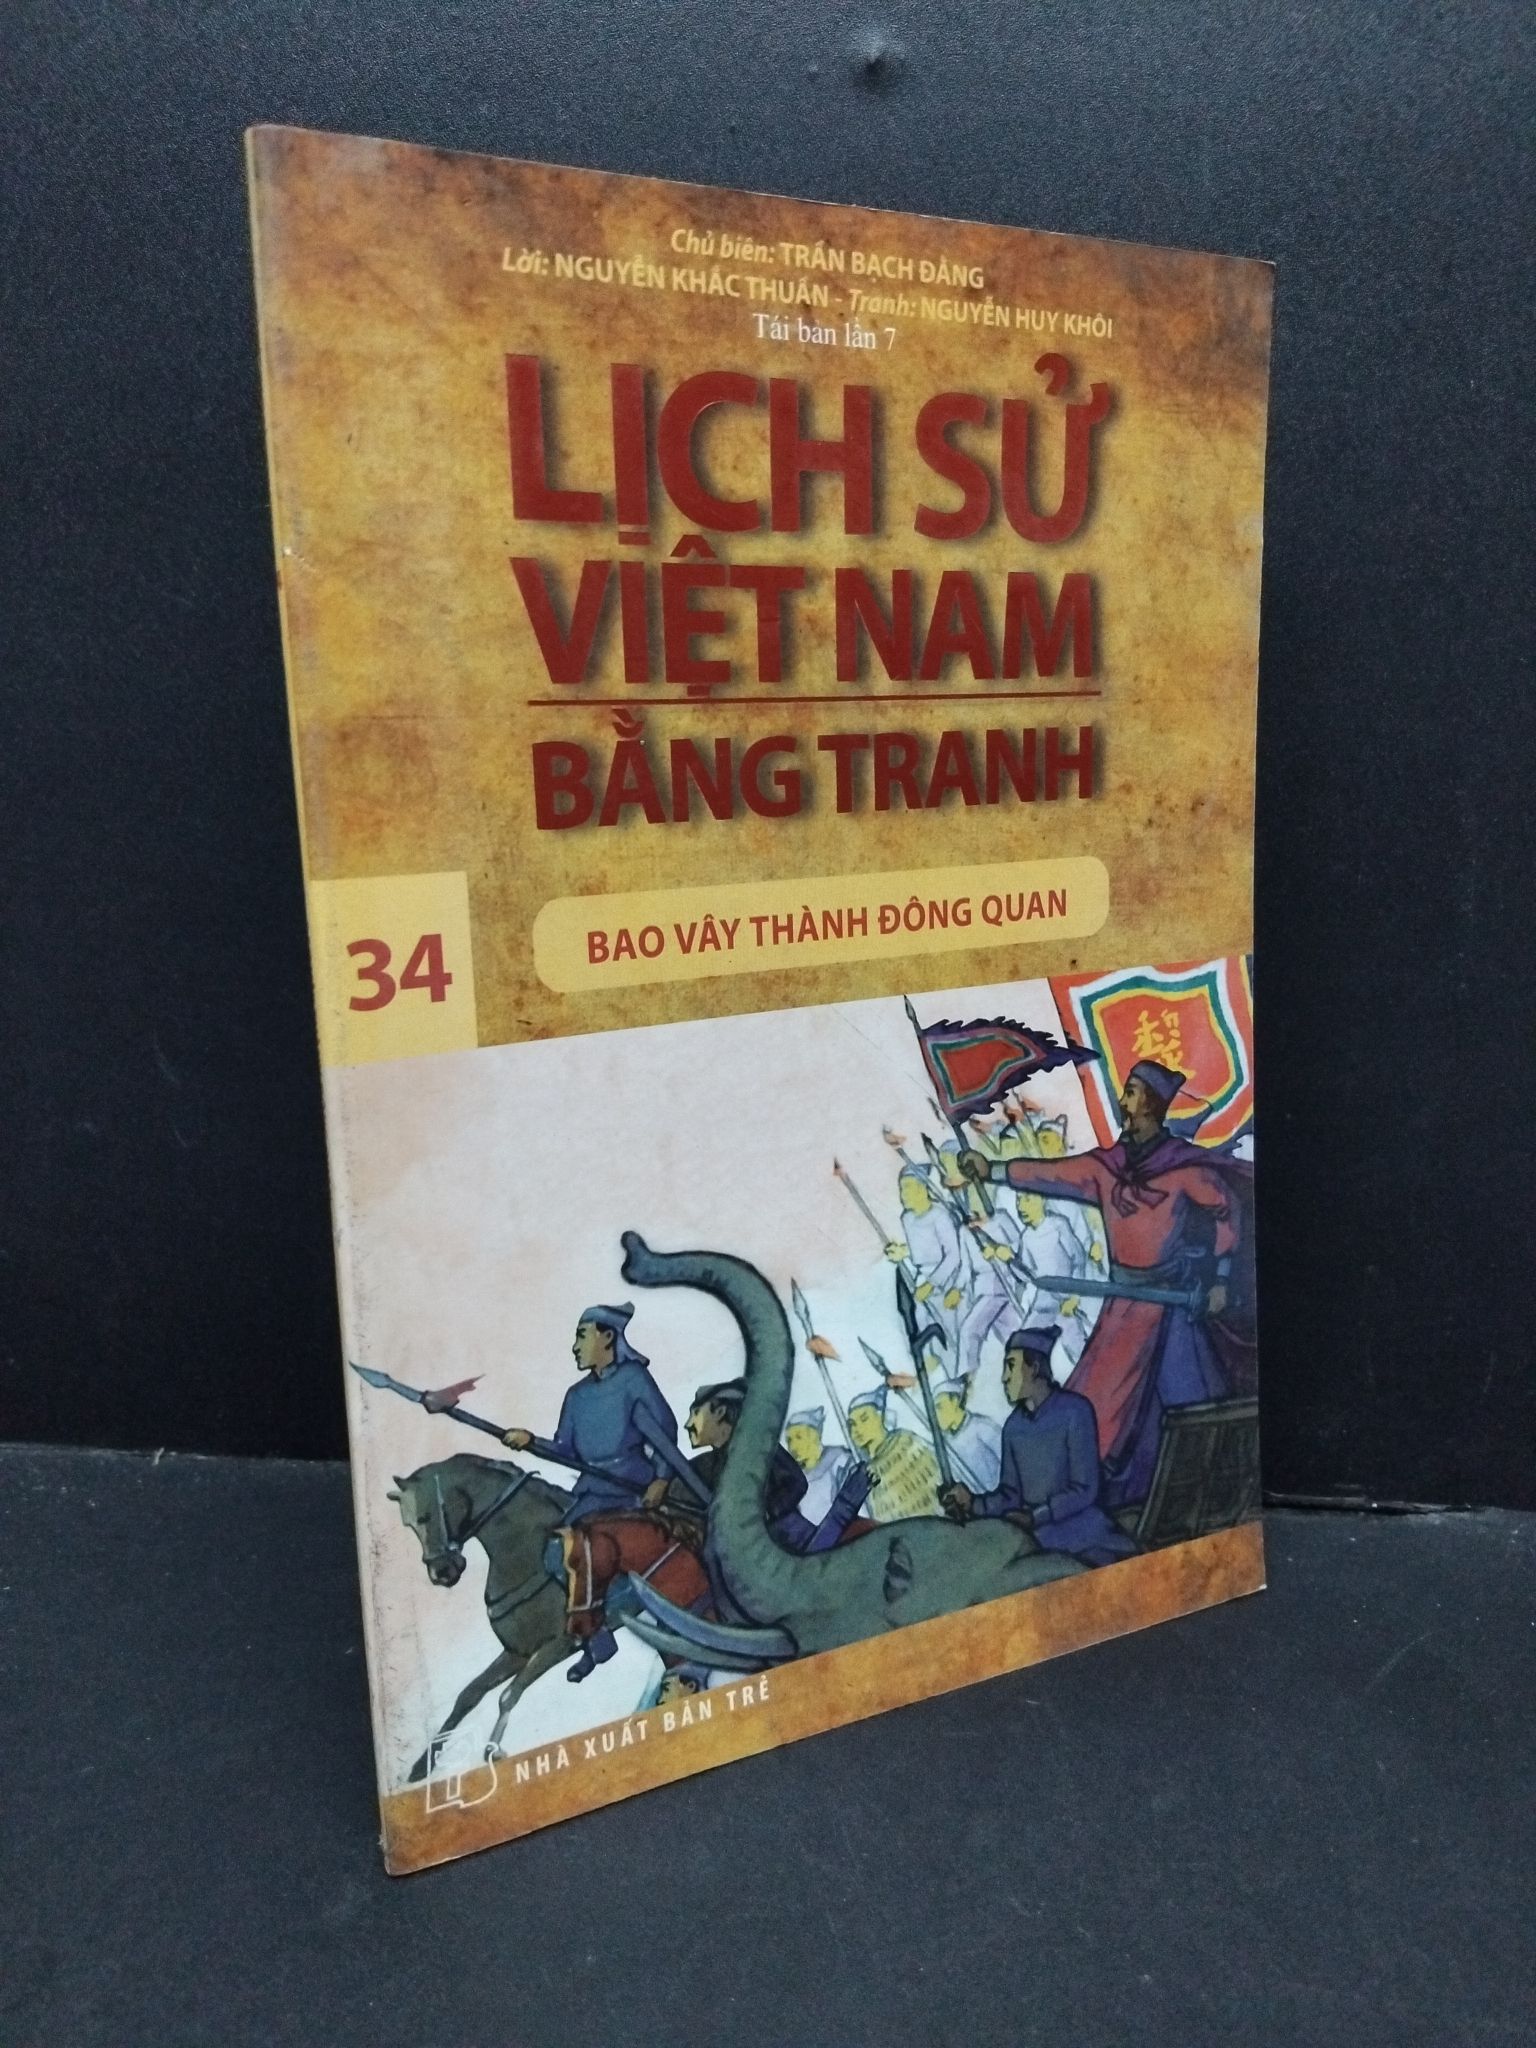 Chủ biên: TRẦN BẠCH ĐẰNG
Lời: NGUYỄN KHẮC THUẦN - Tranh: NGUYỄN HUY KHÔI
Tái bản lần 7
LỊCH SỬ
VIỆT NAM
BẰNG TRANH
34
BAO VÂY THÀNH ĐÔNG QUAN
NHÀ XUẤT BẢN TRẺ